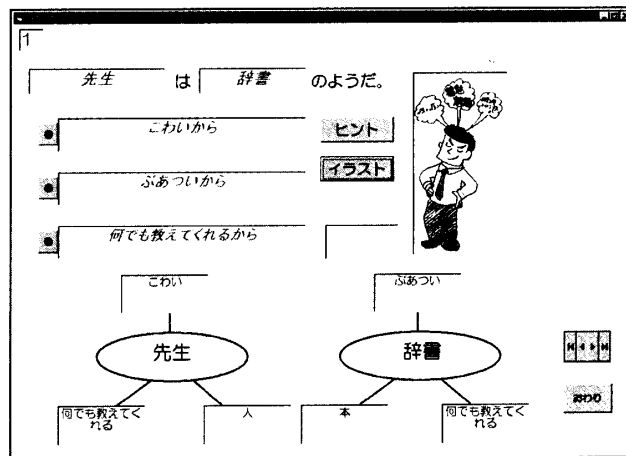 1
先生 は 辞書 のようだ。
こわいから
ヒント
ぶあついから
イラスト
何でも教えてくれるから
こわい
ぶあつい
先生
辞書
何でも教えてく
れる
人
本
何でも教えてく
れる
おわり